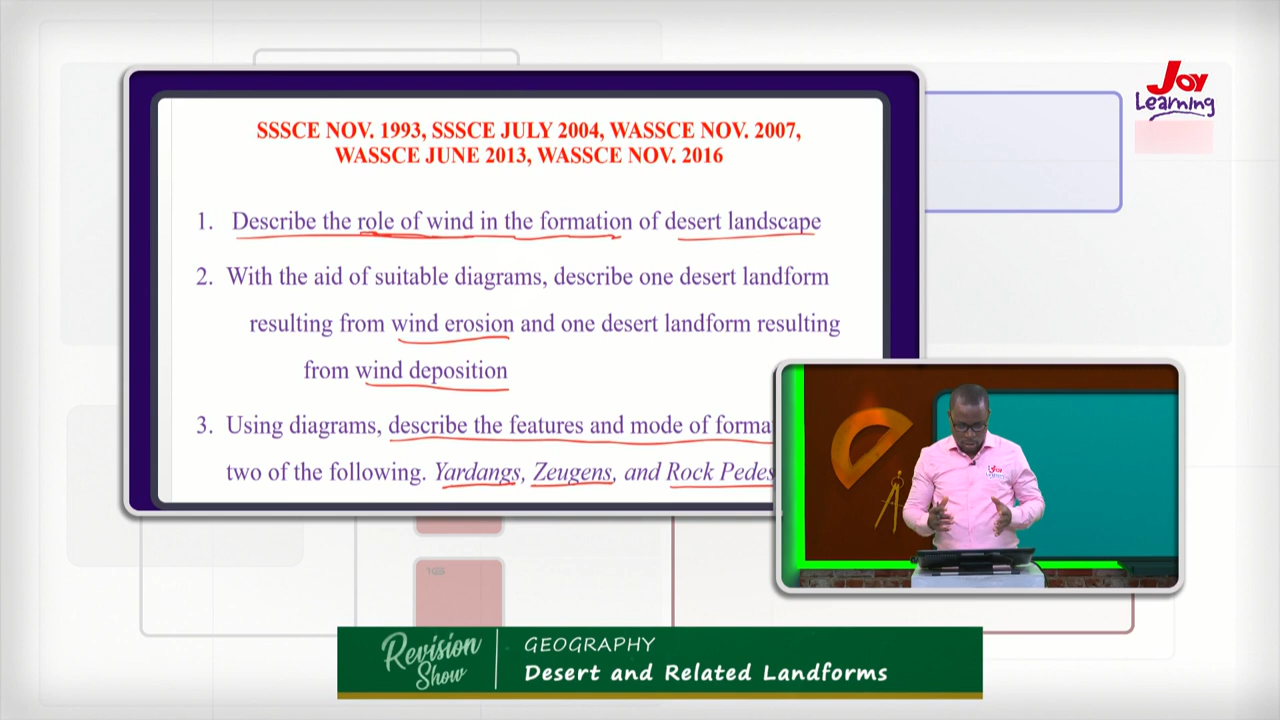 SSSCE NOV. 1993, SSSCE JULY 2004, WASSCE NOV. 2007,
WASSCE JUNE 2013, WASSCE NOV. 2016
1. Describe the role of wind in the formation of desert landscape
2. With the aid of suitable diagrams, describe one desert landform
resulting from wind erosion and one desert landform resulting
from wind deposition
3. Using diagrams, describe the features and mode of forma
two of the following. Yardangs, Zeugens, and Rock Pedes
Joy
Learning
Revision
Show
GEOGRAPHY
Desert and Related Landforms